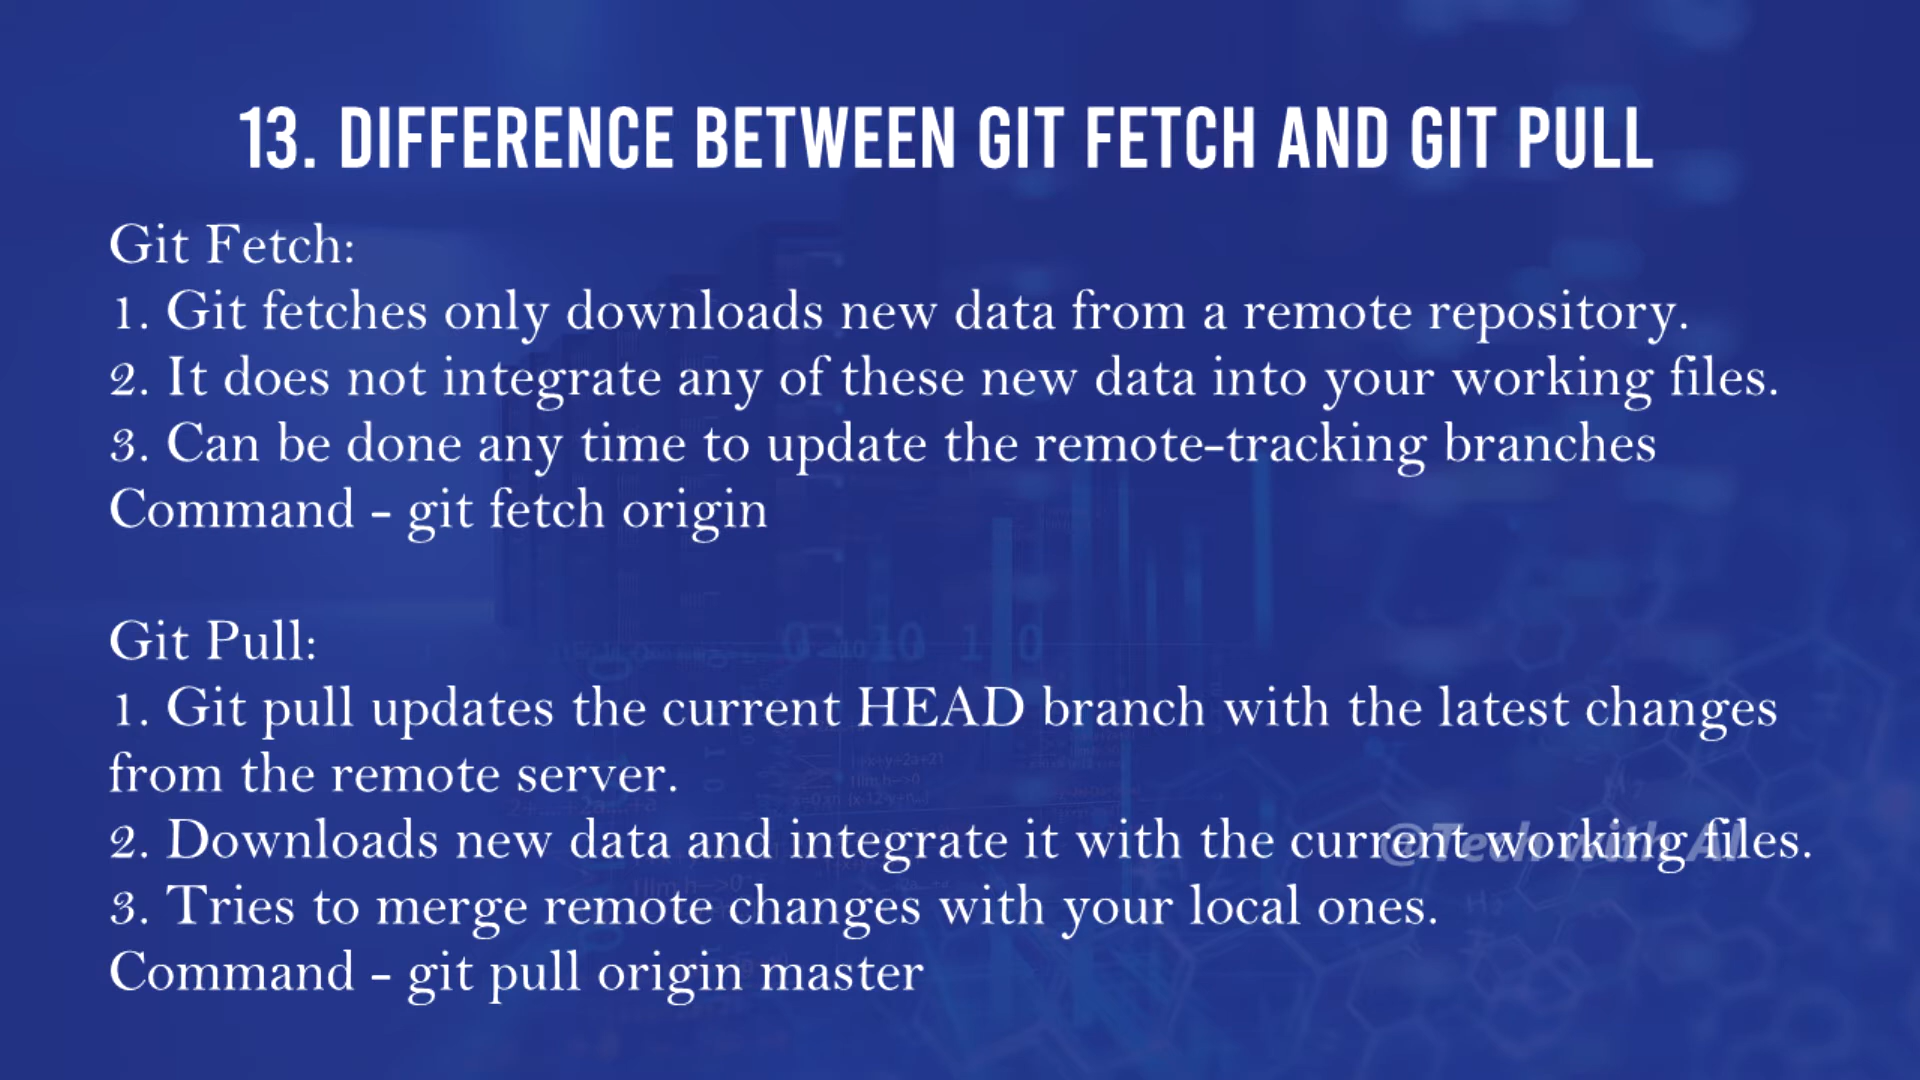 13. DIFFERENCE BETWEEN GIT FETCH AND GIT PULL
Git Fetch:
1. Git fetches only downloads new data from a remote repository.
2. It does not integrate any of these new data into your working files.
3. Can be done any time to update the remote-tracking branches
Command - git fetch origin
Git Pull:
1. Git pull updates the current HEAD branch with the latest changes
from the remote server.
2. Downloads new data and integrate it with the current working files.
@Tech with AI
3. Tries to merge remote changes with your local ones.
Command - git pull origin master